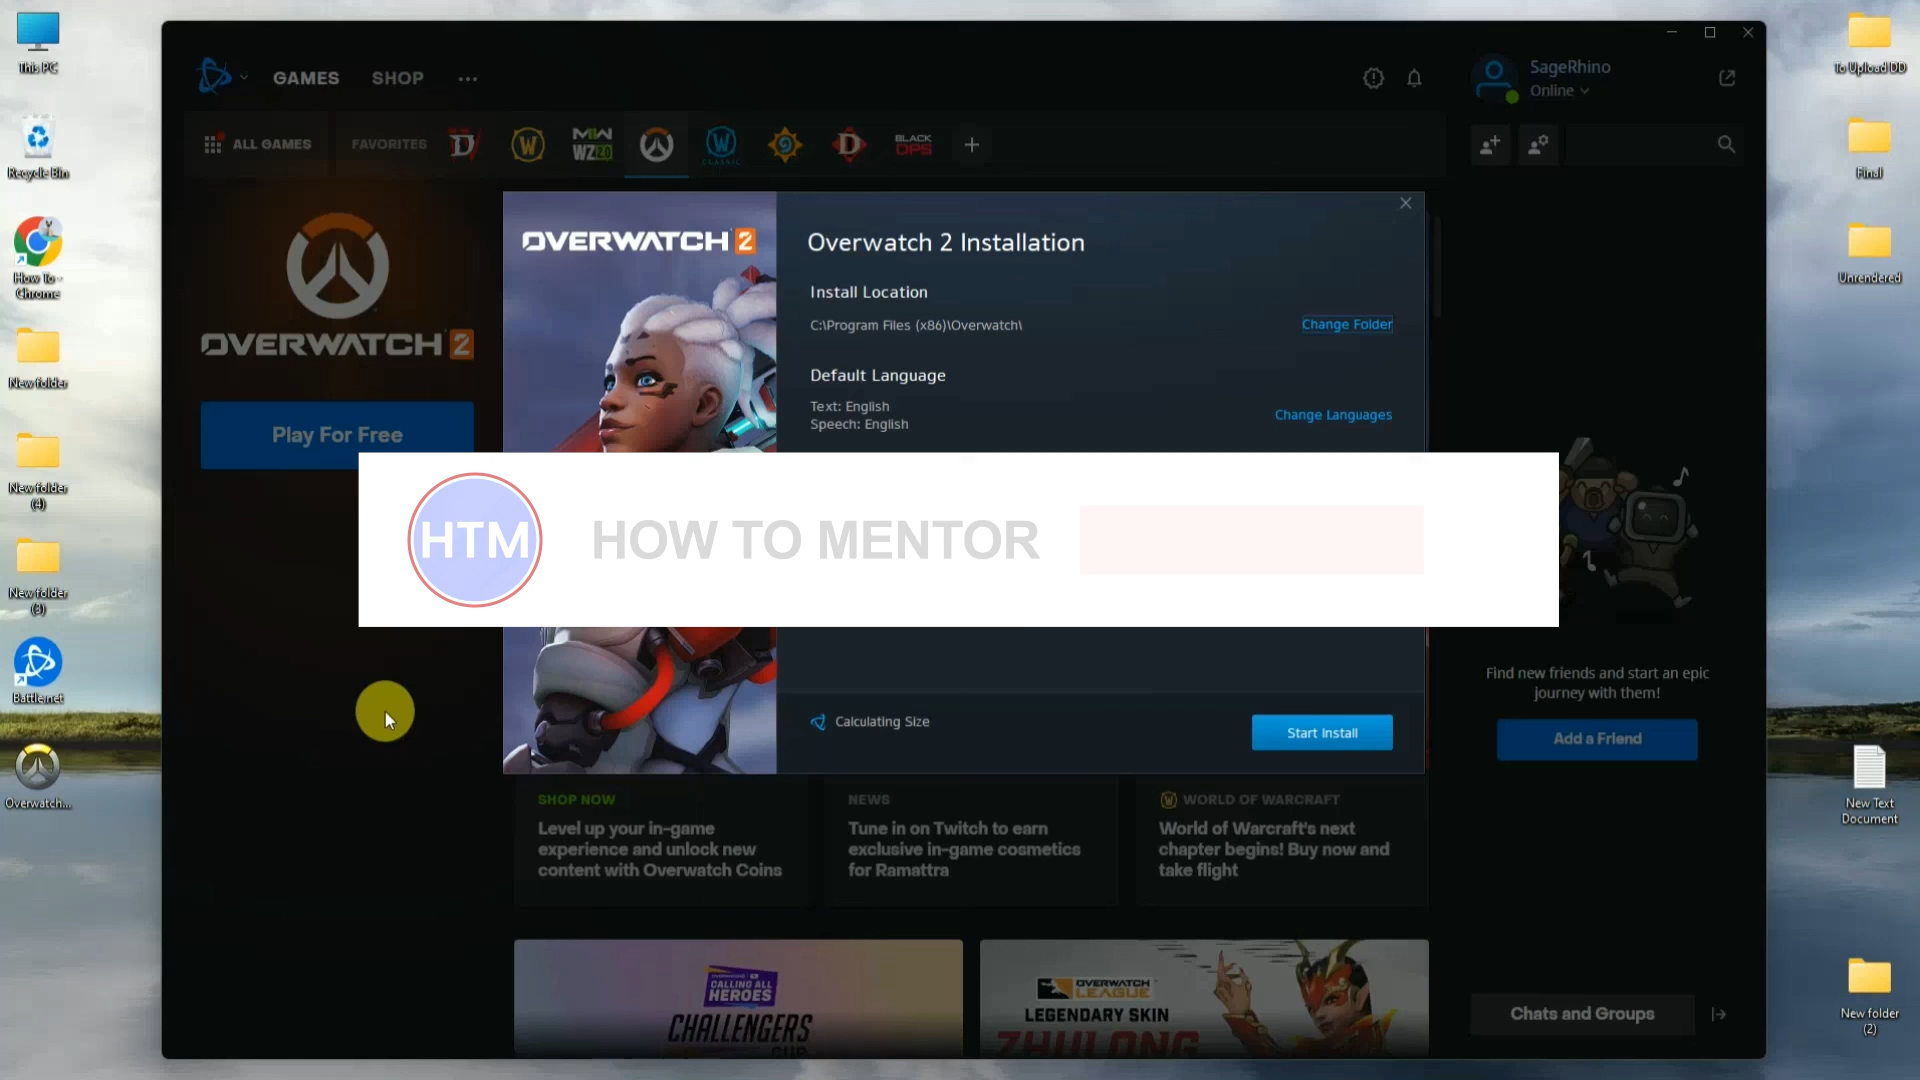 This PC
Recycle Bin
How To -
Chrome
New folder
New folder
(4)
New folder
(3)
Battle.net
Overwatch...
GAMES
SHOP
SageRhino
Online
ALL GAMES
FAVORITES
MW
WZ2.0
CLASSIC
BLACK
OPS
OVERWATCH 2
Play For Free
OVERWATCH 2
Overwatch 2 Installation
Install Location
C:\Program Files (x86)\Overwatch\
Change Folder
Default Language
Text: English
Speech: English
Change Languages
HTM
HOW TO MENTOR
Calculating Size
Start Install
Find new friends and start an epic
journey with them!
Add a Friend
SHOP NOW
Level up your in-game
experience and unlock new
content with Overwatch Coins
NEWS
Tune in on Twitch to earn
exclusive in-game cosmetics
for Ramattra
WORLD OF WARCRAFT
World of Warcraft's next
chapter begins! Buy now and
take flight
CALLING ALL
HEROES
CHALLENGERS
CUP
OVERWATCH
LEAGUE
LEGENDARY SKIN
ZHULONG
Chats and Groups
To Upload DD
Final
Unrendered
New Text
Document
New folder
(2)